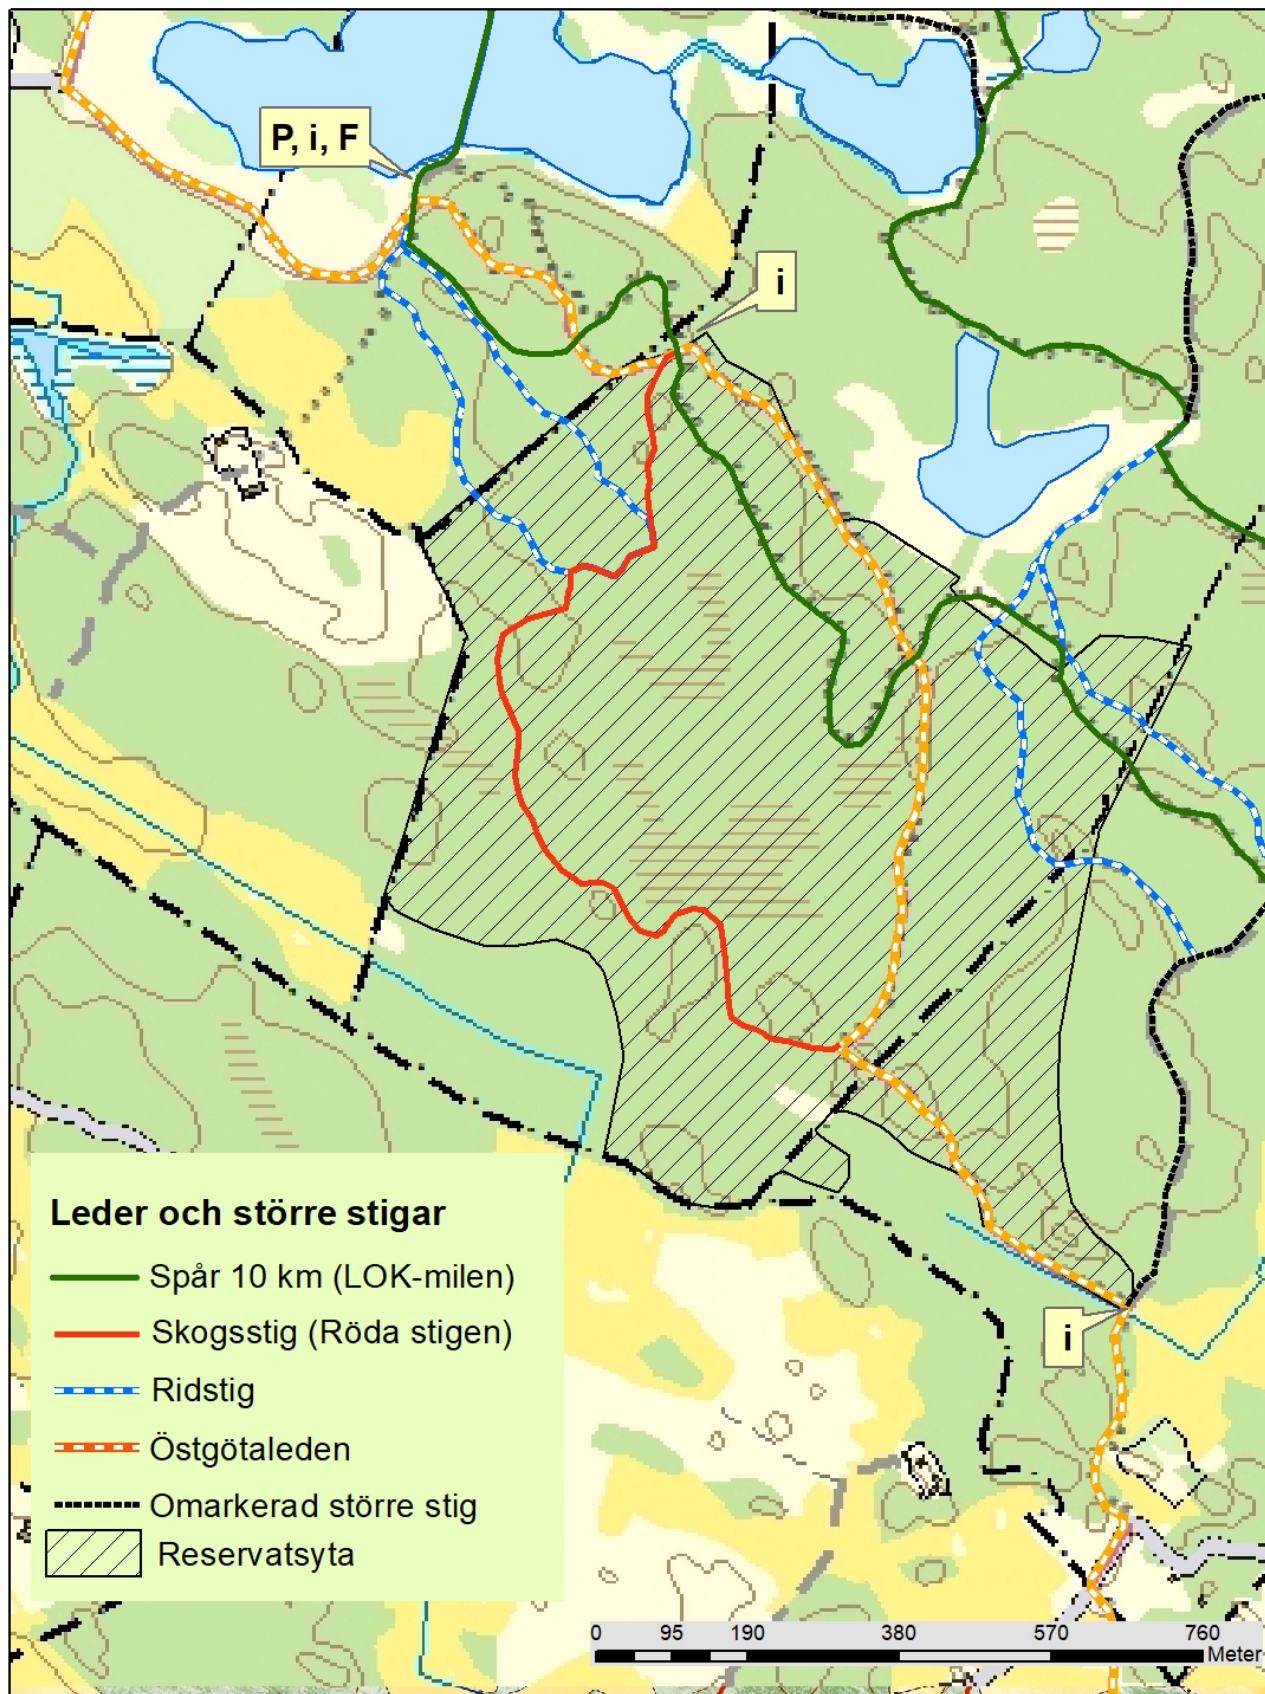 P, i, F
i
i
Leder och större stigar
Spår 10 km (LOK-milen)
Skogsstig (Röda stigen)
Ridstig
Östgötaleden
Omarkerad större stig
Reservatsyta
0 95 190 380 570 760
Meter